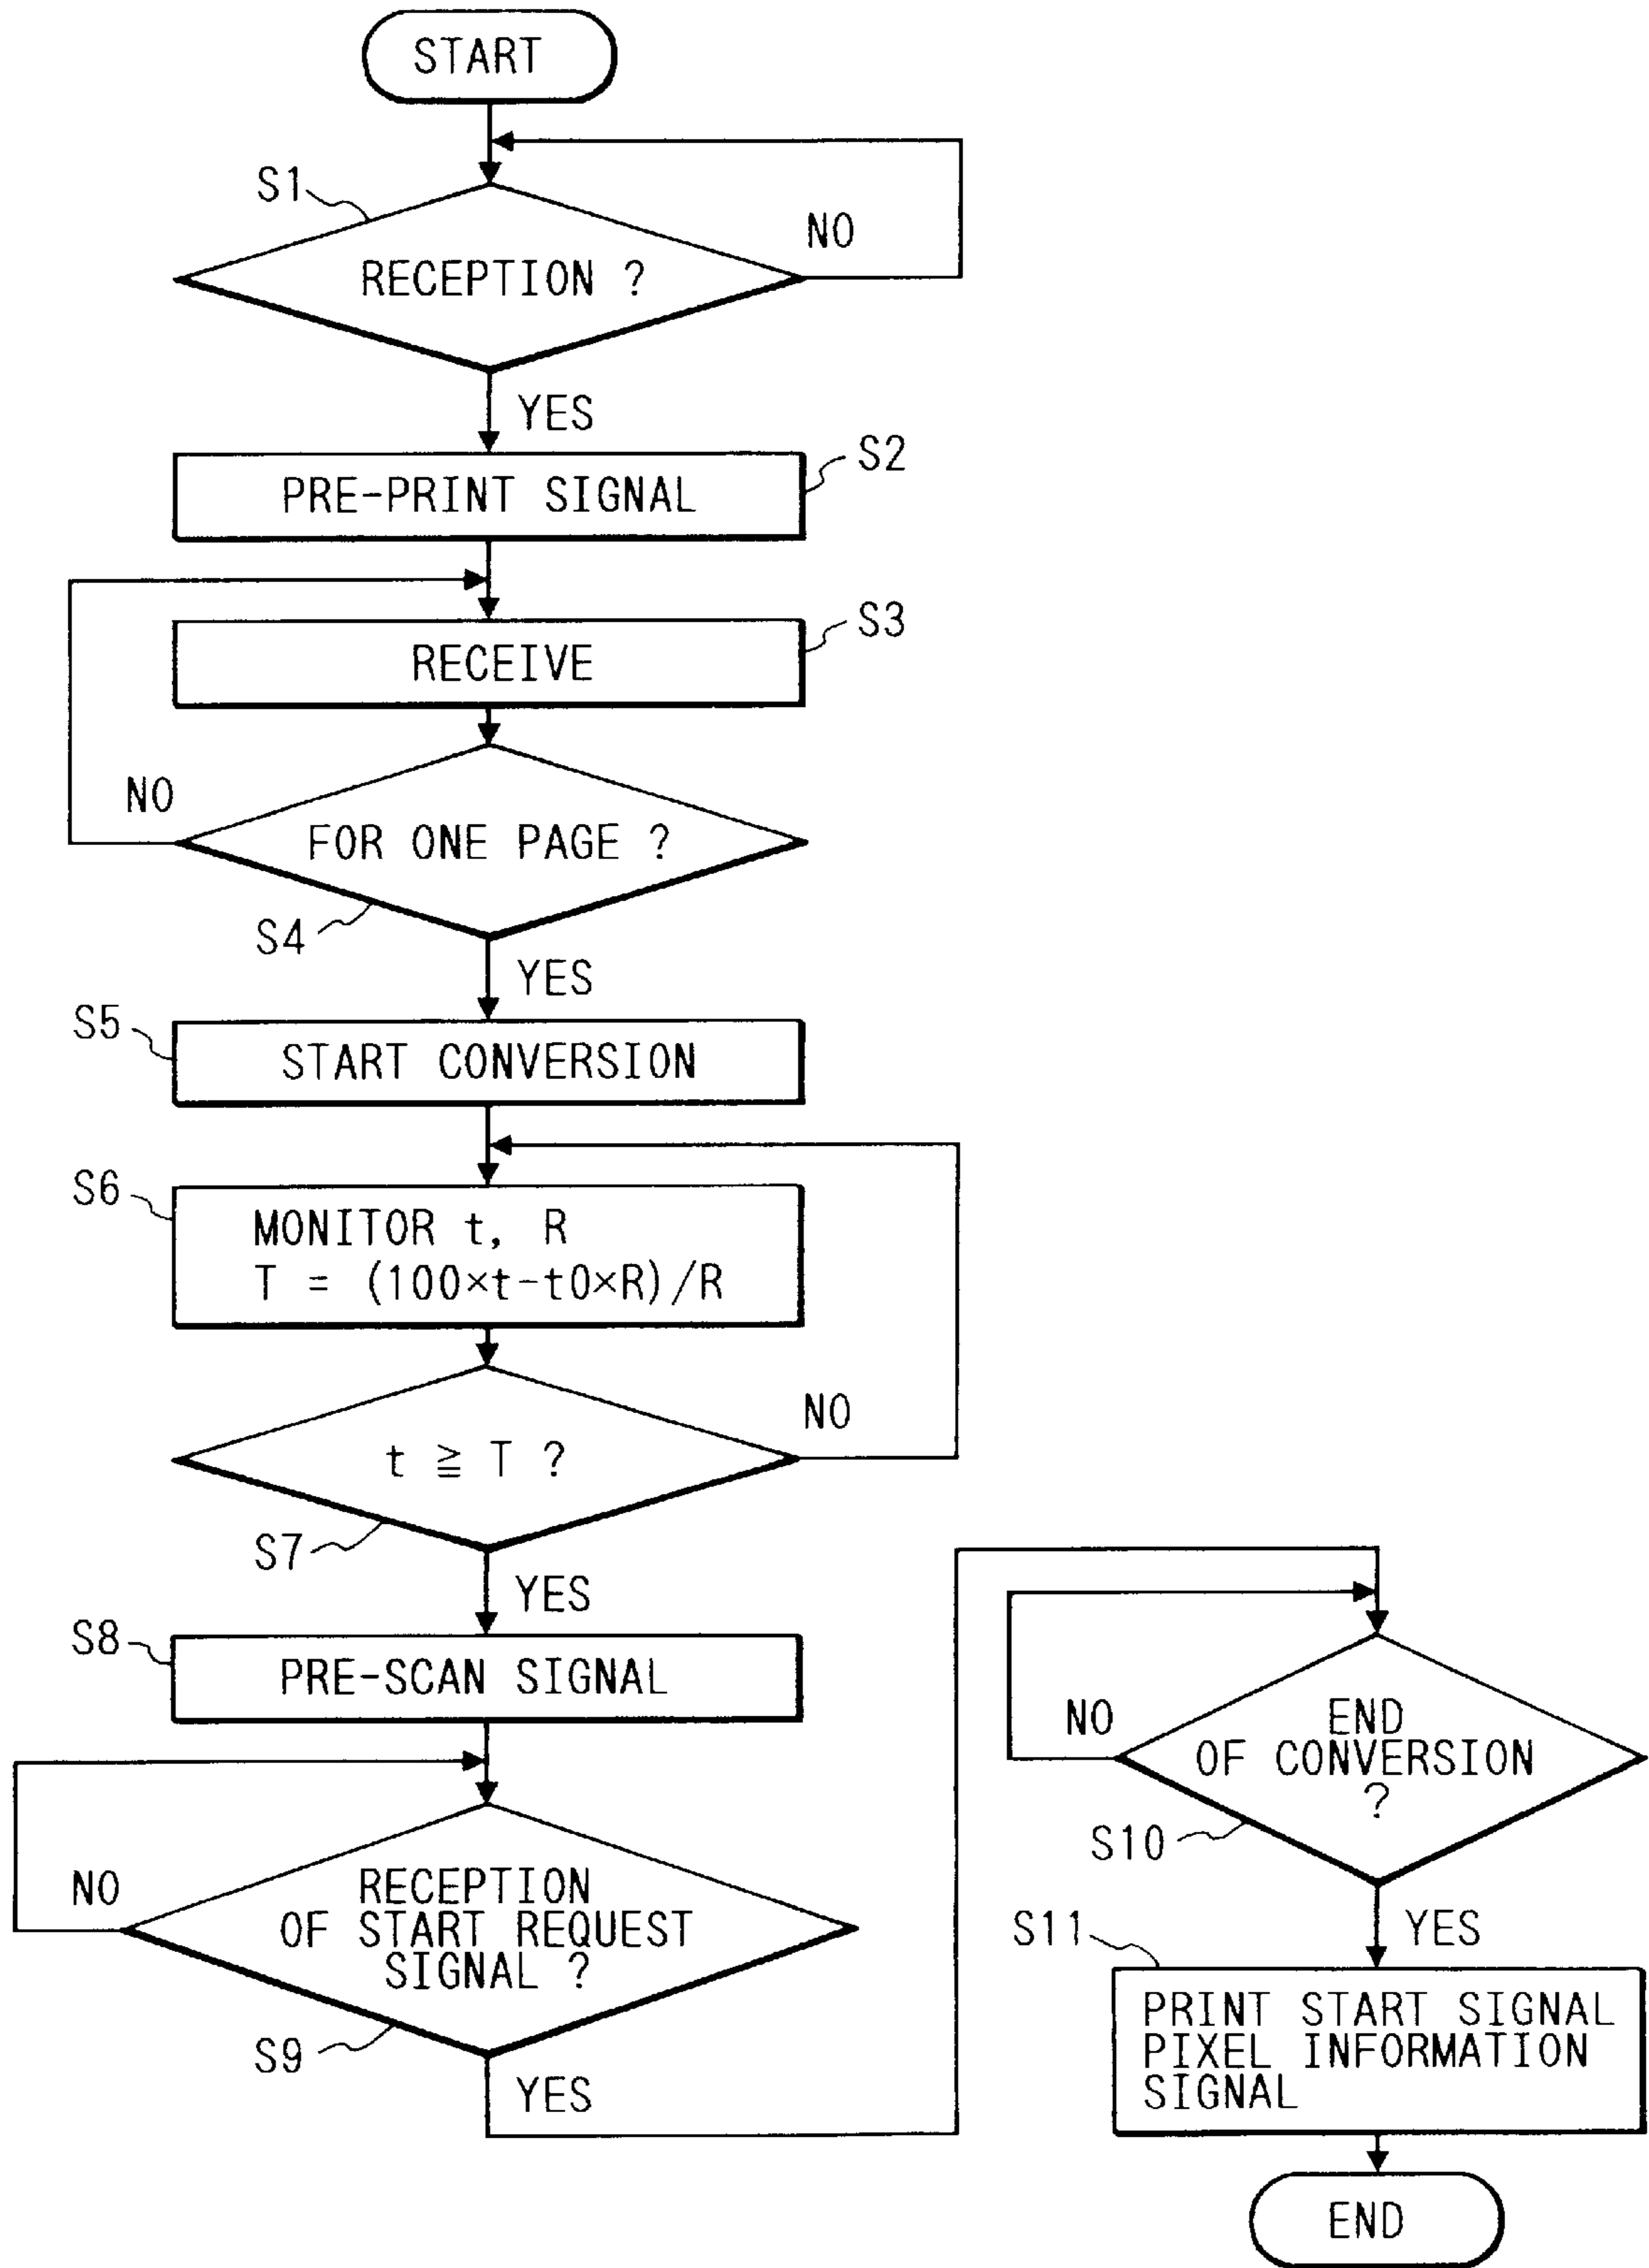 START
S1
NO
RECEPTION ?
YES
S2
PRE-PRINT SIGNAL
S3
RECEIVE
NO
FOR ONE PAGE ?
S4
YES
S5
START CONVERSION
S6
MONITOR t, R
T = (100×t-t0×R)/R
NO
t ≧ T ?
S7
YES
S8
PRE-SCAN SIGNAL
NO
RECEPTION
OF START REQUEST
SIGNAL ?
S9
YES
NO
END
OF CONVERSION
?
S10
YES
S11
PRINT START SIGNAL
PIXEL INFORMATION
SIGNAL
END